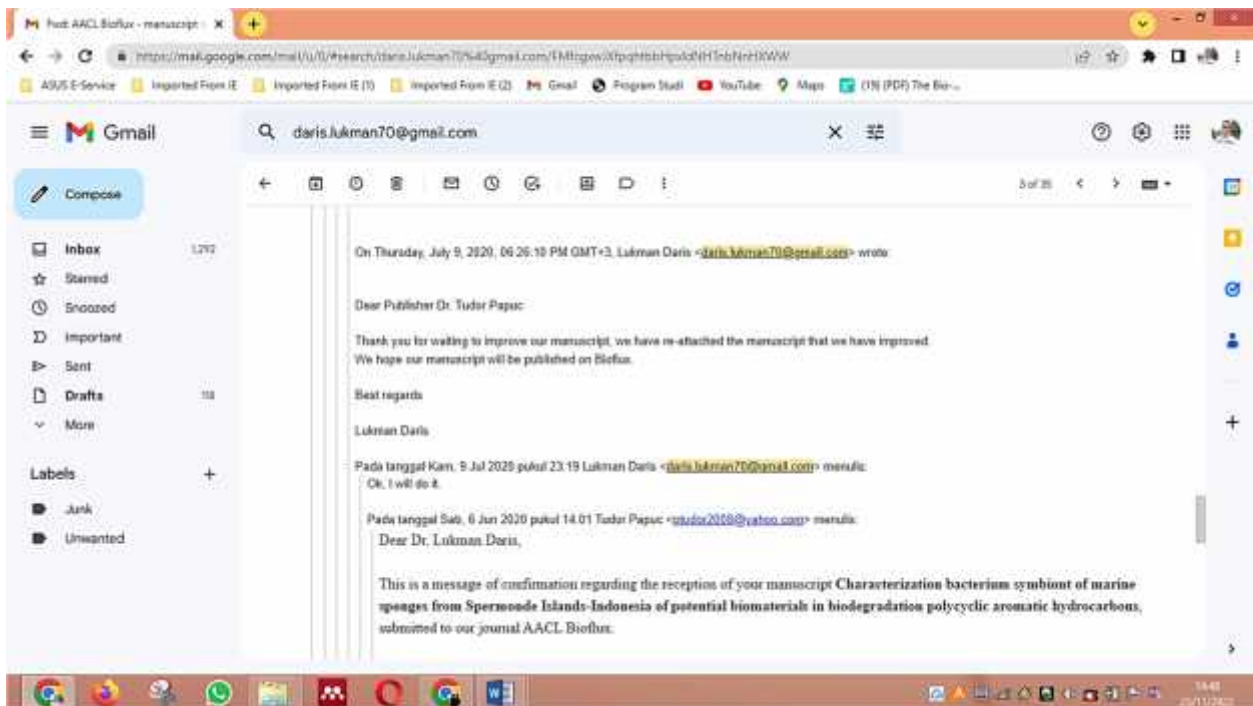 Fwd: AACL Bioflux - manuscript
ASUS E-Service
Imported From IE
Imported From IE (1)
Imported From IE (2)
Gmail
Program Studi
YouTube
Maps
(19) (PDF) The Bio-...
Gmail
daris.lukman70@gmail.com
Compose
3 of 35
Inbox 1,292
Starred
Snoozed
Important
Sent
Drafts
More
Labels
Junk
Unwanted
On Thursday, July 9, 2020, 06:26:10 PM GMT+3, Lukman Daris <daris.lukman70@gmail.com> wrote:
Dear Publisher Dr. Tudor Papuc
Thank you for waiting to improve our manuscript, we have re-attached the manuscript that we have improved.
We hope our manuscript will be published on Bioflux.
Best regards
Lukman Daris
Pada tanggal Kam, 9 Jul 2020 pukul 23.19 Lukman Daris <daris.lukman70@gmail.com> menulis:
Ok, I will do it.
Pada tanggal Sab, 6 Jun 2020 pukul 14.01 Tudor Papuc <ptudor2008@yahoo.com> menulis:
Dear Dr. Lukman Daris,
This is a message of confirmation regarding the reception of your manuscript Characterization bacterium symbiont of marine
sponges from Spermonde Islands-Indonesia of potential biomaterials in biodegradation polycyclic aromatic hydrocarbons,
submitted to our journal AACL Bioflux.